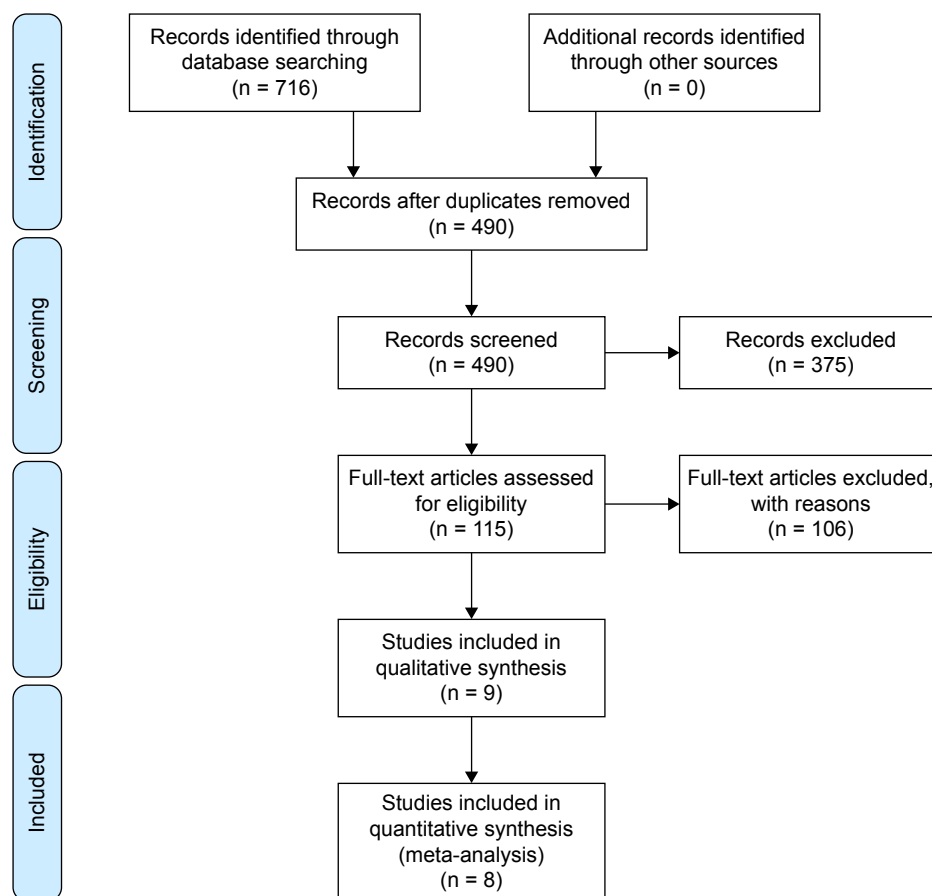 Identification
Records identified through
database searching
(n = 716)
Additional records identified
through other sources
(n = 0)
Records after duplicates removed
(n = 490)
Screening
Records screened
(n = 490)
Records excluded
(n = 375)
Eligibility
Full-text articles assessed
for eligibility
(n = 115)
Full-text articles excluded,
with reasons
(n = 106)
Studies included in
qualitative synthesis
(n = 9)
Included
Studies included in
quantitative synthesis
(meta-analysis)
(n = 8)